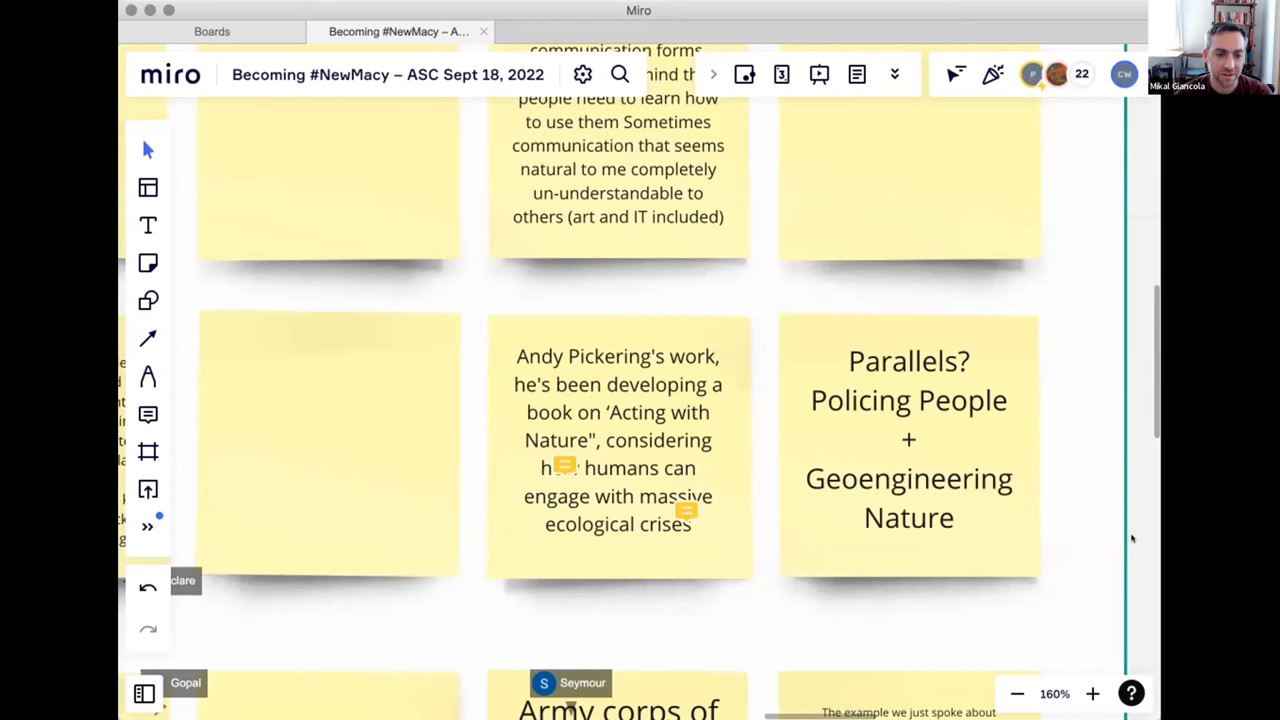 Miro
Boards
Becoming #NewMacy – A...
miro
Becoming #NewMacy – ASC Sept 18, 2022
3
P
22
CW
Mikal Giancola
communication forms
people need to learn how
to use them Sometimes
communication that seems
natural to me completely
un-understandable to
others (art and IT included)
Andy Pickering's work,
he's been developing a
book on ‘Acting with
Nature", considering
humans can
engage with massive
ecological crises
Parallels?
Policing People
+
Geoengineering
Nature
clare
Gopal
S Seymour
Army corps of
The example we just spoke about
160%